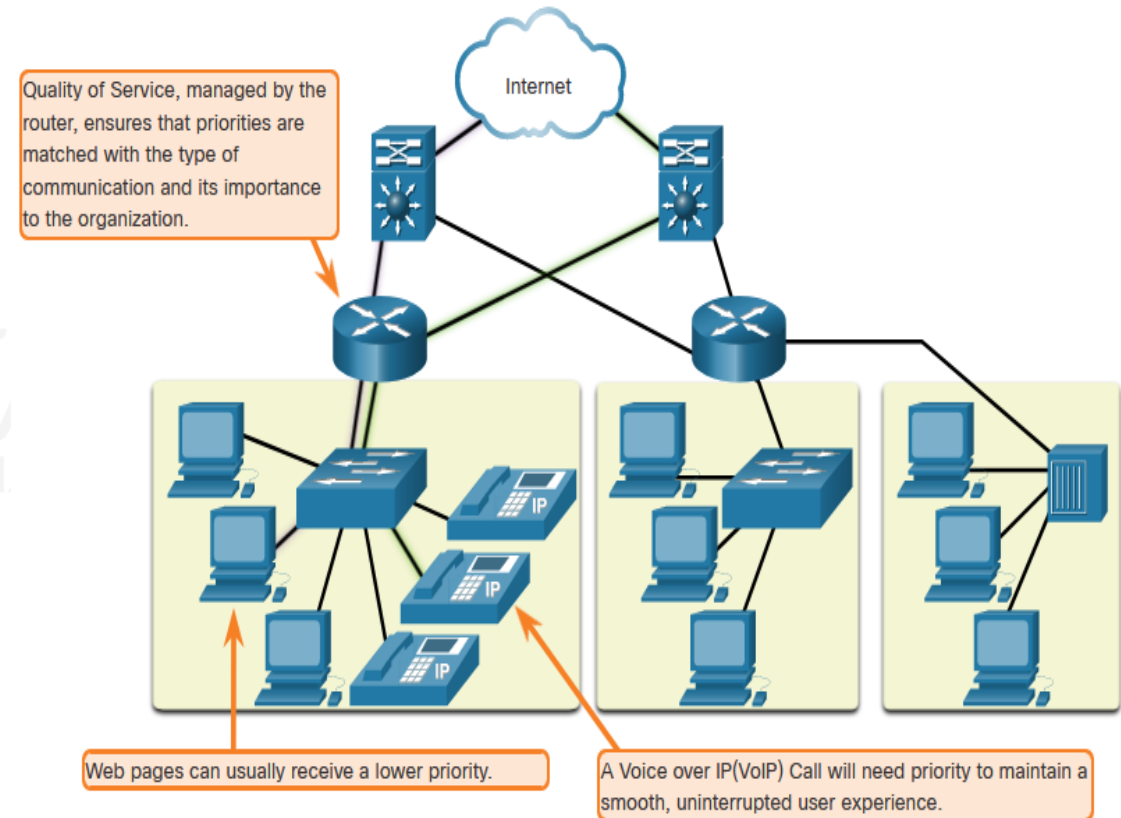 Internet
Quality of Service, managed by the
router, ensures that priorities are
matched with the type of
communication and its importance
to the organization.
IP
IP
IP
Web pages can usually receive a lower priority.
A Voice over IP(VoIP) Call will need priority to maintain a
smooth, uninterrupted user experience.